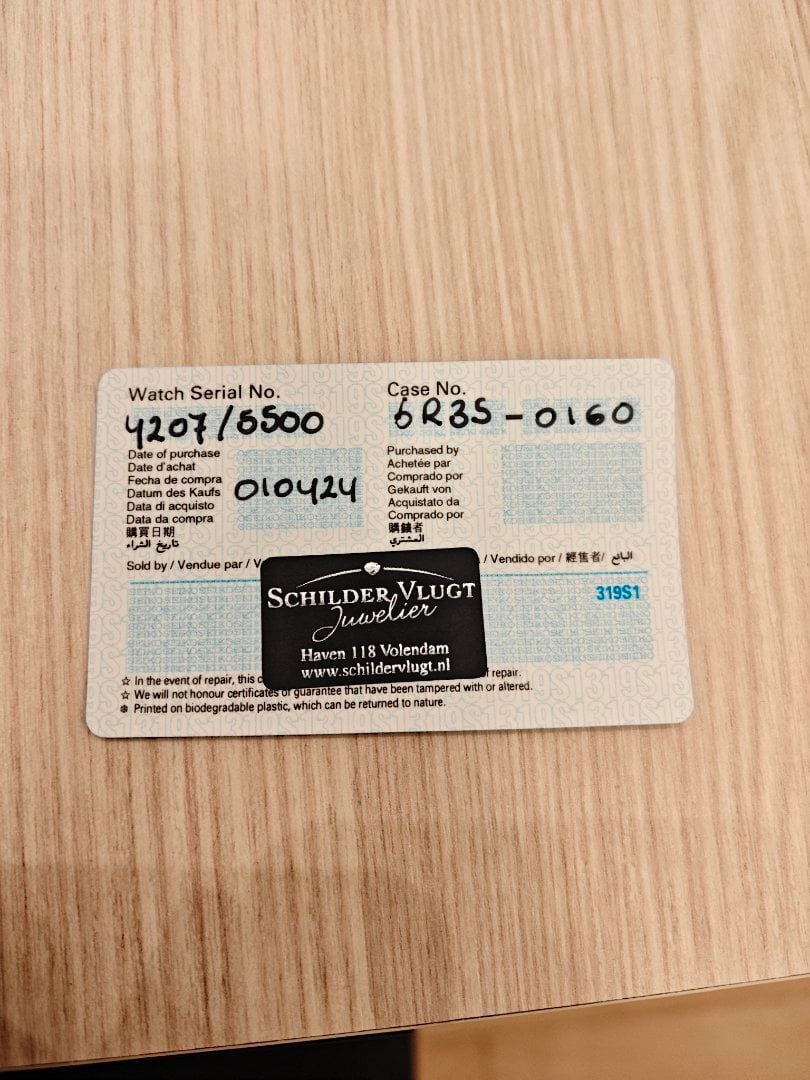 Watch Serial No.
4207/5500
Case No.
6R35-0160
Date of purchase
Date d'achat
Fecha de compra
Datum des Kaufs
Data di acquisto
Data da compra
購買日期
تاريخ الشراء
010424
Purchased by
Achetée par
Comprado por
Gekauft von
Acquistato da
Comprado por
購錶者
المشتري
Sold by / Vendue par / V
/ Vendido por / 經售者/ البائع
319S1
SCHILDER VLUGT
Juwelier
Haven 118 Volendam
www.schildervlugt.nl
☆ In the event of repair, this c
f repair.
☆ We will not honour certificates of guarantee that have been tampered with or altered.
❄ Printed on biodegradable plastic, which can be returned to nature.